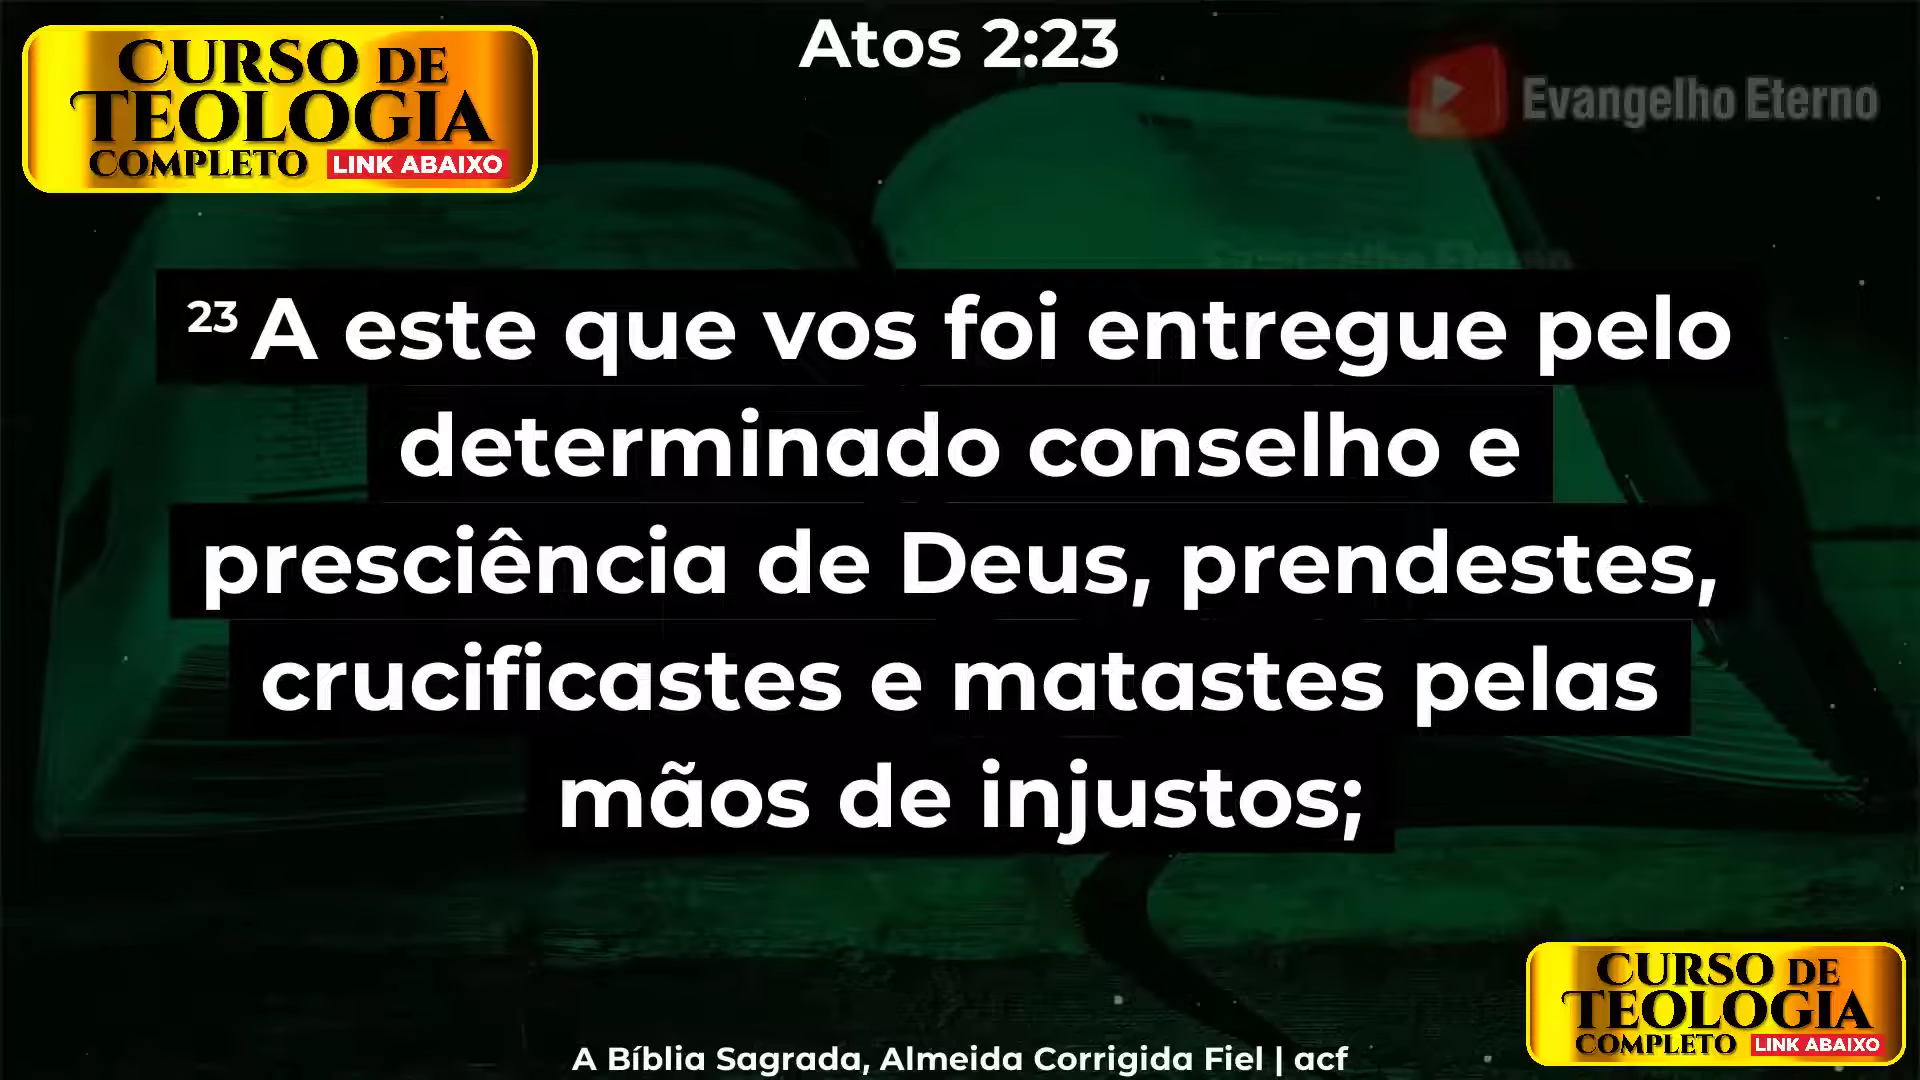 Atos 2:23
CURSO DE
TEOLOGIA
COMPLETO LINK ABAIXO
Evangelho Eterno
Evangelho Eterno
23 A este que vos foi entregue pelo
determinado conselho e
presciência de Deus, prendestes,
crucificastes e matastes pelas
mãos de injustos;
CURSO DE
TEOLOGIA
COMPLETO LINK ABAIXO
A Bíblia Sagrada, Almeida Corrigida Fiel | acf